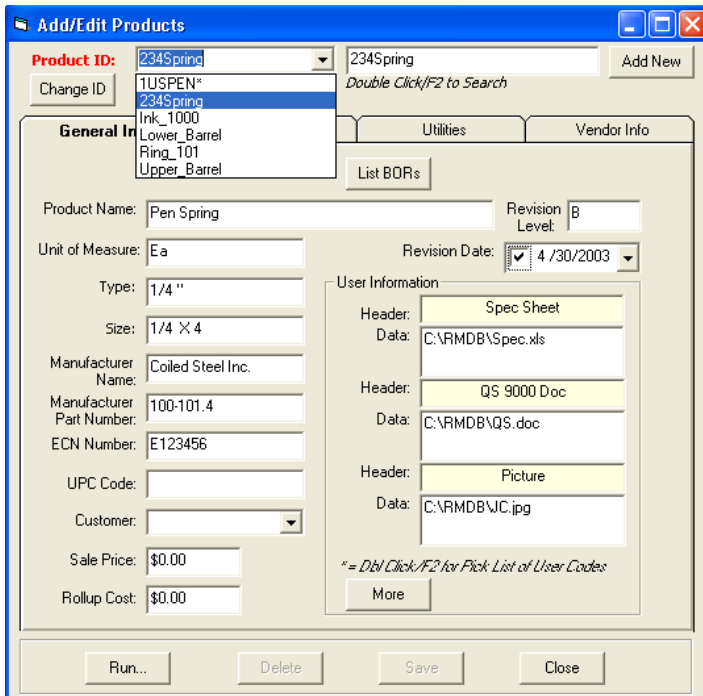 Add/Edit Products
Product ID: 234Spring 234Spring Add New
Change ID Double Click/F2 to Search
1USPEN*
234Spring
Ink_1000
Lower_Barrel
Ring_101
Upper_Barrel
General In Utilities Vendor Info
List BORs
Product Name: Pen Spring Revision Level: B
Unit of Measure: Ea Revision Date: 4 /30/2003
Type: 1/4 "
Size: 1/4 X 4
Manufacturer Name: Coiled Steel Inc.
Manufacturer Part Number: 100-101.4
ECN Number: E123456
UPC Code:
Customer:
Sale Price: $0.00
Rollup Cost: $0.00
User Information
Header: Spec Sheet
Data: C:\RMDB\Spec.xls
Header: QS 9000 Doc
Data: C:\RMDB\QS.doc
Header: Picture
Data: C:\RMDB\JC.jpg
*= Dbl Click/F2 for Pick List of User Codes
More
Run... Delete Save Close